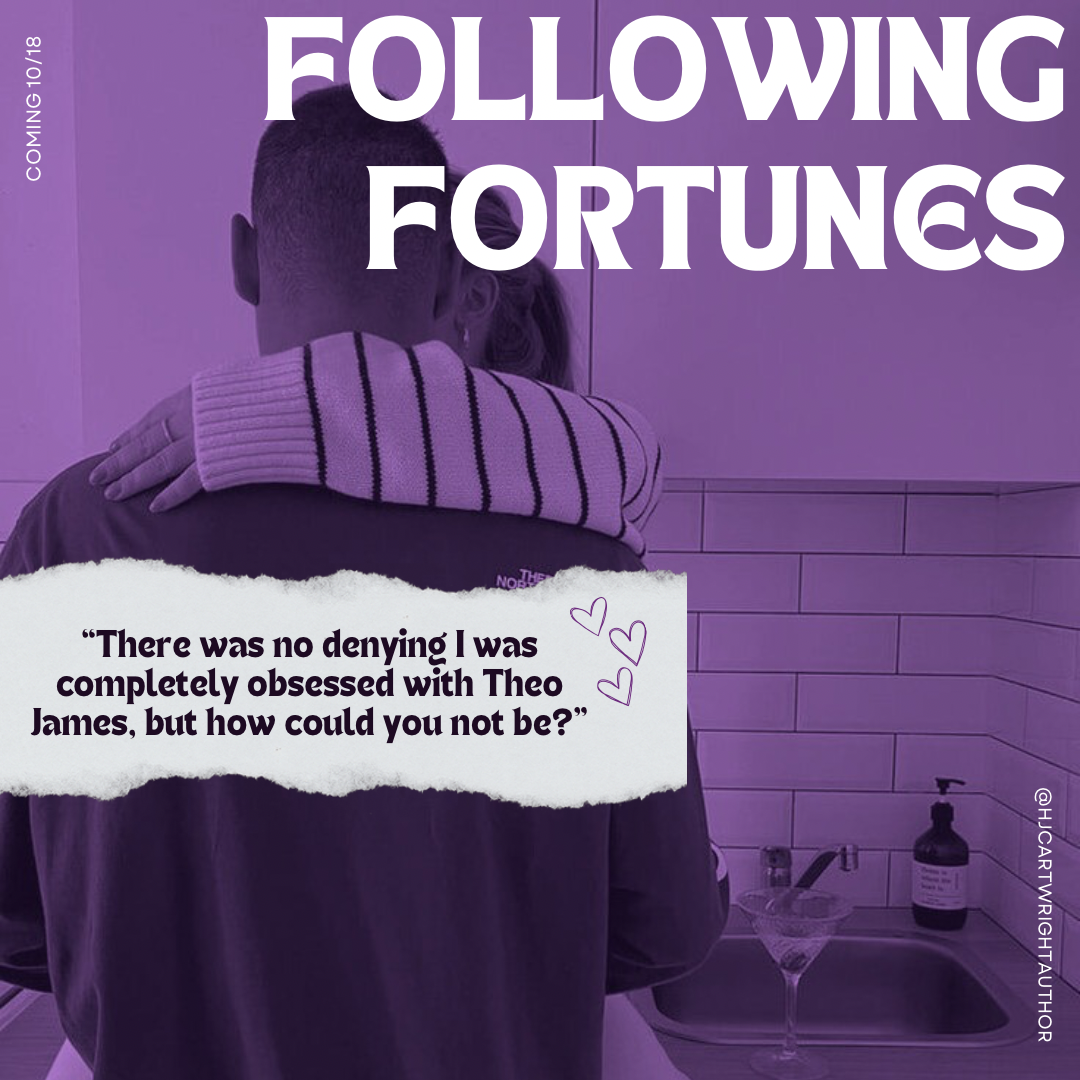 COMING 10/18
FOLLOWING
FORTUNES
THE
“There was no denying I was
completely obsessed with Theo
James, but how could you not be?”
@HJCARTWRIGHTAUTHOR